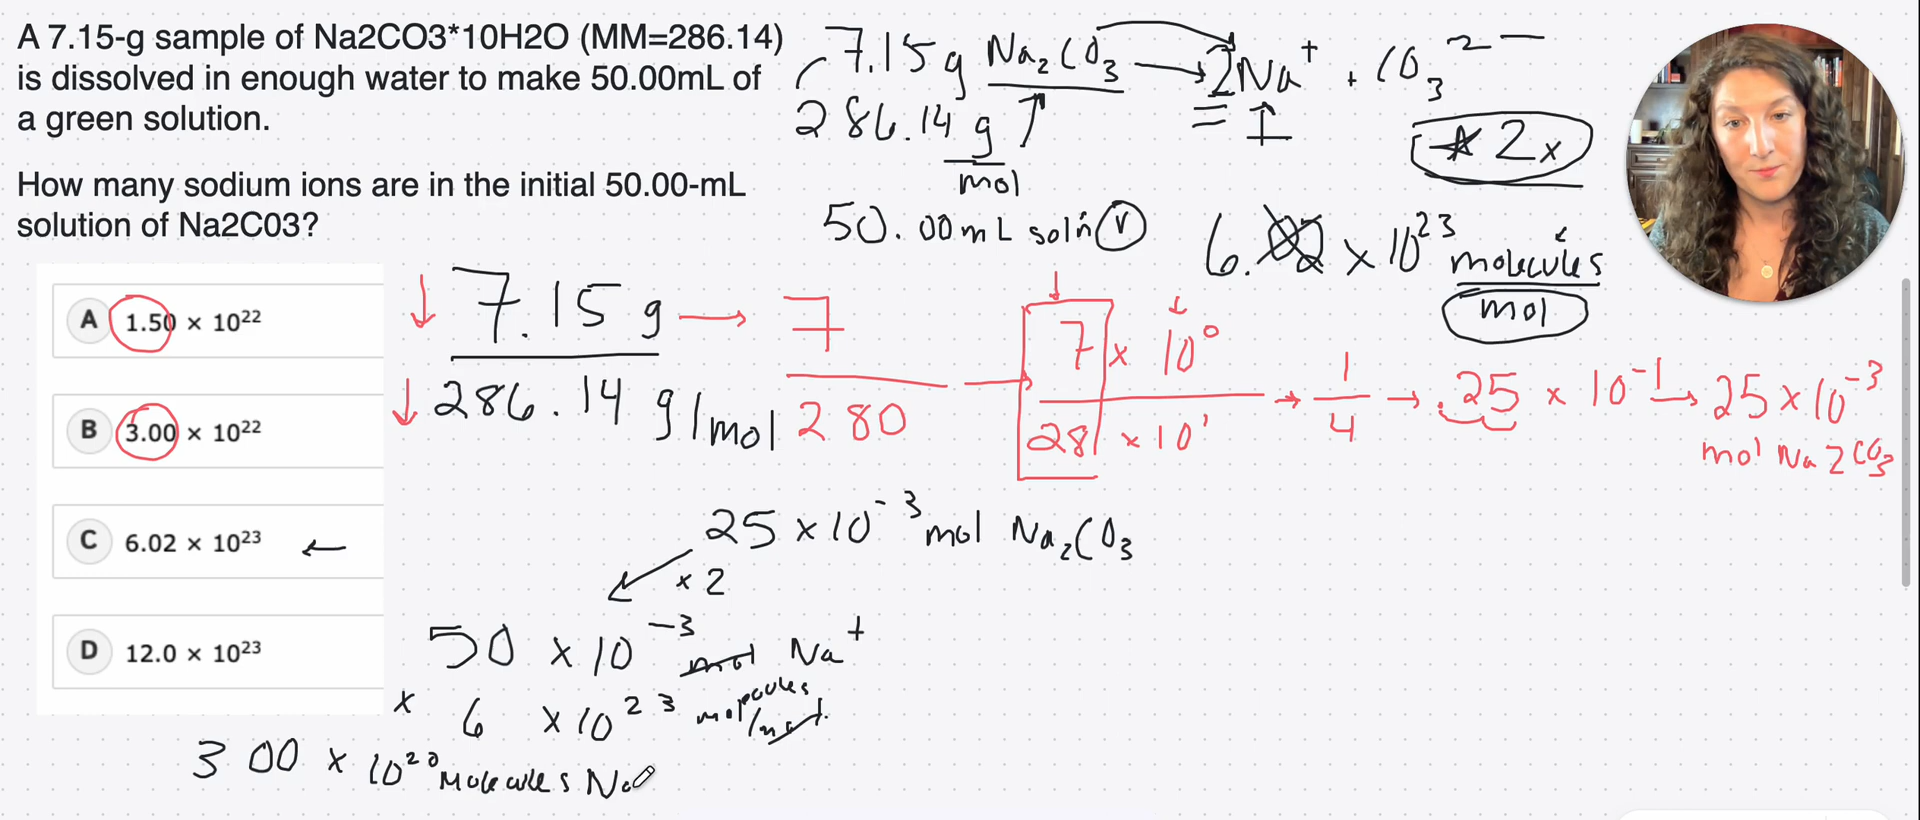 A 7.15-g sample of Na2CO3*10H2O (MM=286.14)
is dissolved in enough water to make 50.00mL of
a green solution.
How many sodium ions are in the initial 50.00-mL
solution of Na2C03?
A 1.50 × 10²²
B 3.00 × 10²²
C 6.02 × 10²³ ←
D 12.0 × 10²³
7.15 g Na₂CO₃ → 2Na⁺ + CO₃²⁻
286.14 g
mol
* 2x
50.00 mL soln (v)
6.02 × 10²³ molecules
mol
↓ 7.15 g → 7
↓ 286.14 g/mol 280
→ 7 × 10⁰
28 × 10¹
→ 1
4
→ .25 × 10⁻¹ → 25 × 10⁻³
mol Na2CO₃
25 × 10⁻³ mol Na₂CO₃
× 2
50 × 10⁻³ mol Na⁺
× 6 × 10²³ molecules
/mol
300 × 10²⁰ molecules Na